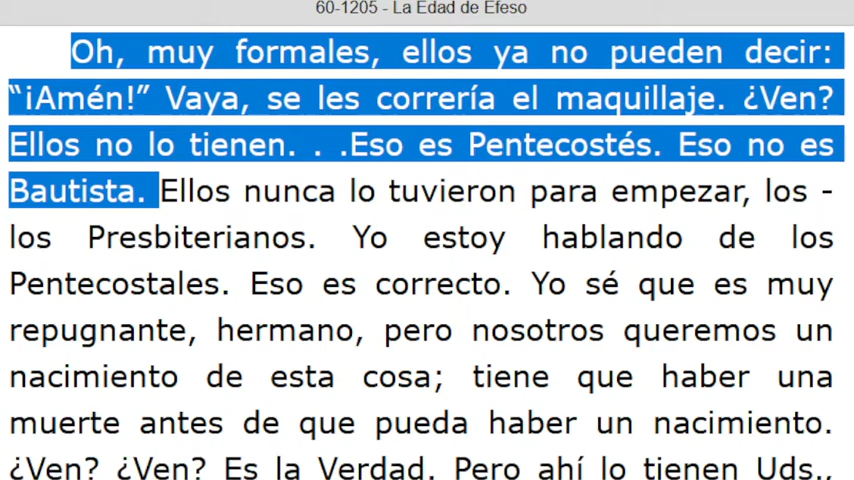 60-1205 - La Edad de Efeso
Oh, muy formales, ellos ya no pueden decir:
“¡Amén!” Vaya, se les correría el maquillaje. ¿Ven?
Ellos no lo tienen. . .Eso es Pentecostés. Eso no es
Bautista. Ellos nunca lo tuvieron para empezar, los -
los Presbiterianos. Yo estoy hablando de los
Pentecostales. Eso es correcto. Yo sé que es muy
repugnante, hermano, pero nosotros queremos un
nacimiento de esta cosa; tiene que haber una
muerte antes de que pueda haber un nacimiento.
¿Ven? ¿Ven? Es la Verdad. Pero ahí lo tienen Uds.,